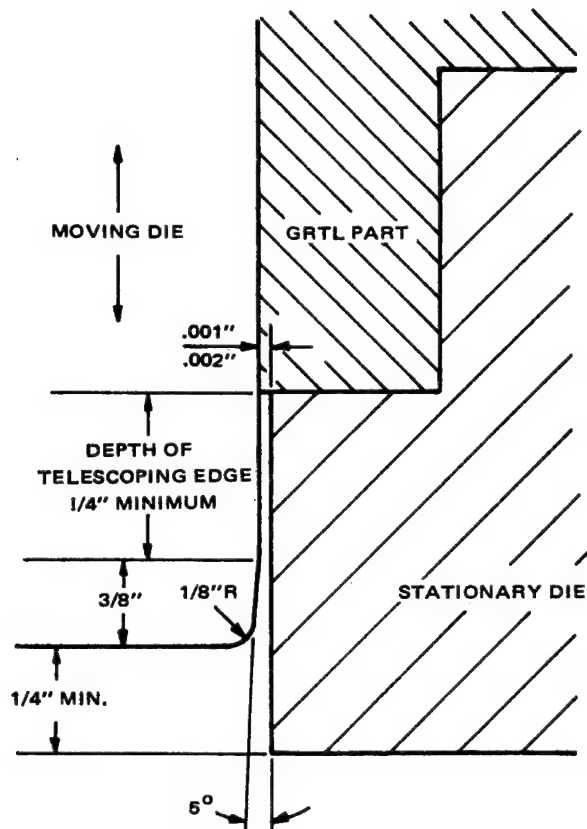 MOVING DIE
GRTL PART
.001"
.002"
DEPTH OF
TELESCOPING EDGE
1/4" MINIMUM
3/8"
1/8"R
STATIONARY DIE
1/4" MIN.
5°